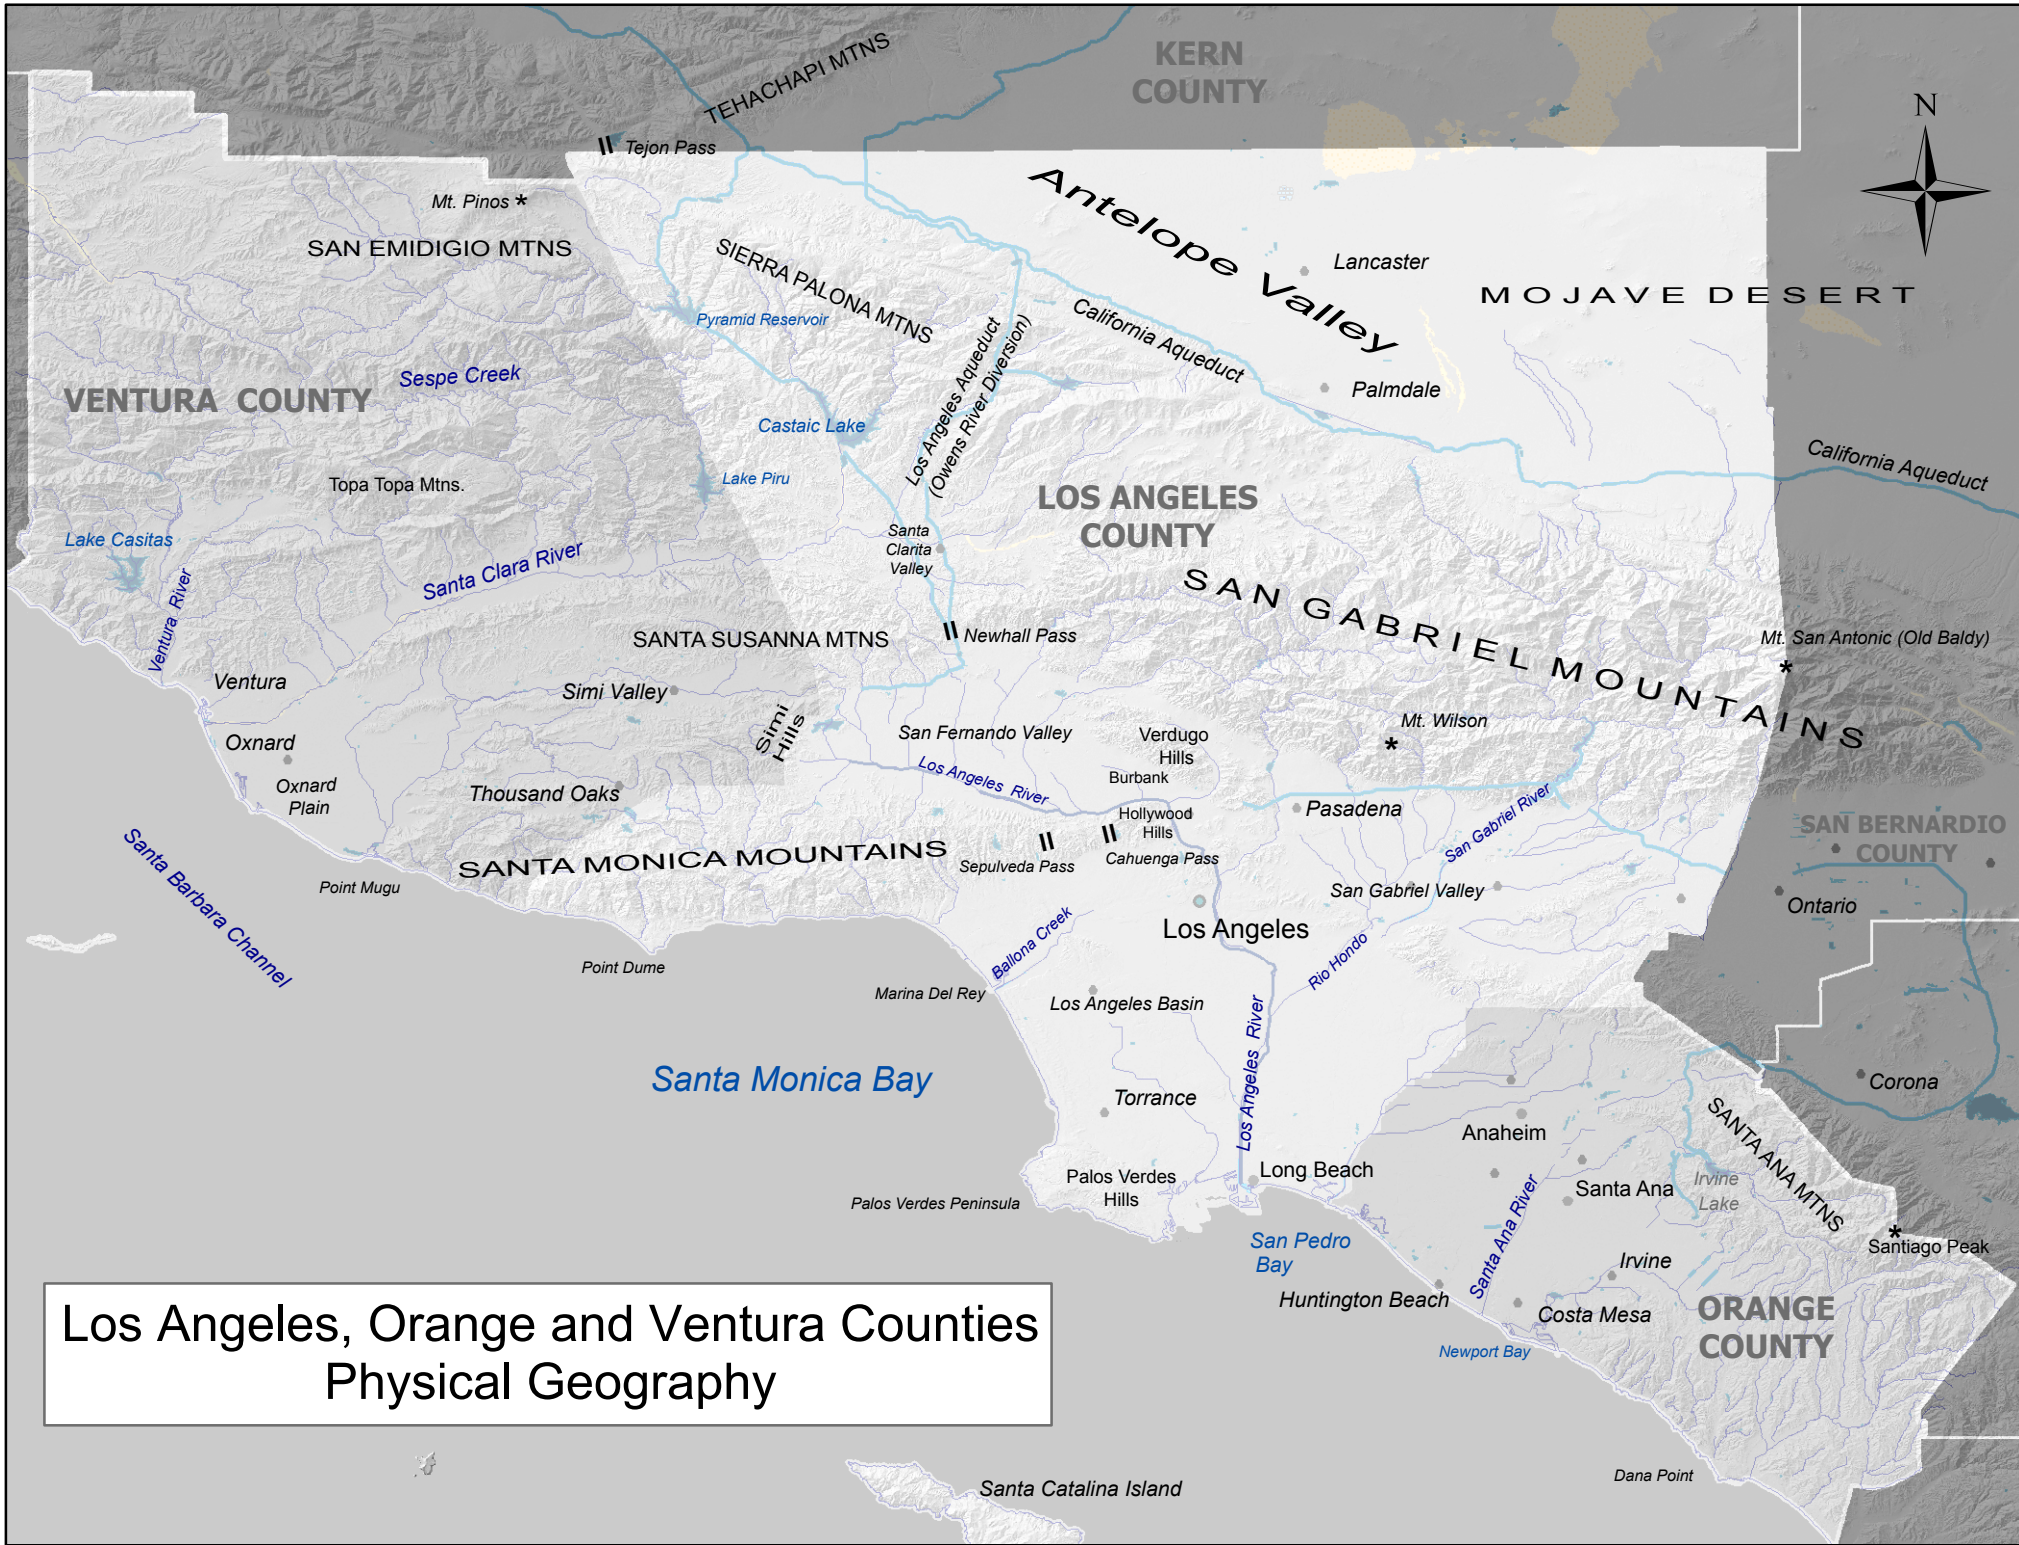 KERN
COUNTY
TEHACHAPI MTNS
N
Tejon Pass
Mt. Pinos *
SAN EMIDIGIO MTNS
Antelope Valley
Lancaster
MOJAVE DESERT
SIERRA PALONA MTNS
Pyramid Reservoir
California Aqueduct
Los Angeles Aqueduct
(Owens River Diversion)
Sespe Creek
VENTURA COUNTY
Palmdale
Castaic Lake
California Aqueduct
Topa Topa Mtns.
Lake Piru
LOS ANGELES
COUNTY
Lake Casitas
Santa
Clarita
Valley
Santa Clara River
Ventura River
SAN GABRIEL MOUNTAINS
SANTA SUSANNA MTNS
Newhall Pass
Mt. San Antonic (Old Baldy)
*
Ventura
Simi Valley
Simi
Hills
San Fernando Valley
Verdugo
Hills
Mt. Wilson
*
Oxnard
Oxnard
Plain
Los Angeles River
Burbank
Thousand Oaks
Hollywood
Hills
Pasadena
San Gabriel River
SAN BERNARDIO
COUNTY
SANTA MONICA MOUNTAINS
Sepulveda Pass
Cahuenga Pass
Santa Barbara Channel
Point Mugu
San Gabriel Valley
Ontario
Los Angeles
Ballona Creek
Rio Hondo
Point Dume
Marina Del Rey
Los Angeles Basin
Los Angeles River
Santa Monica Bay
Torrance
Corona
Anaheim
SANTA ANA MTNS
Palos Verdes
Hills
Long Beach
Santa Ana
Irvine
Lake
Palos Verdes Peninsula
Santa Ana River
San Pedro
Bay
*
Santiago Peak
Irvine
Huntington Beach
Costa Mesa
ORANGE
COUNTY
Newport Bay
Los Angeles, Orange and Ventura Counties
Physical Geography
Dana Point
Santa Catalina Island